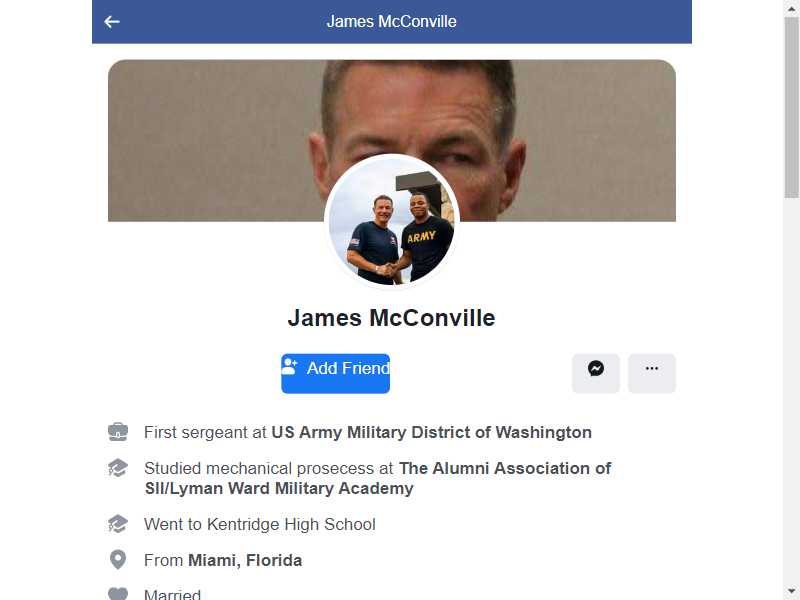 James McConville
ARMY
James McConville
Add Friend
First sergeant at US Army Military District of Washington
Studied mechanical prosecess at The Alumni Association of
SII/Lyman Ward Military Academy
Went to Kentridge High School
From Miami, Florida
Married